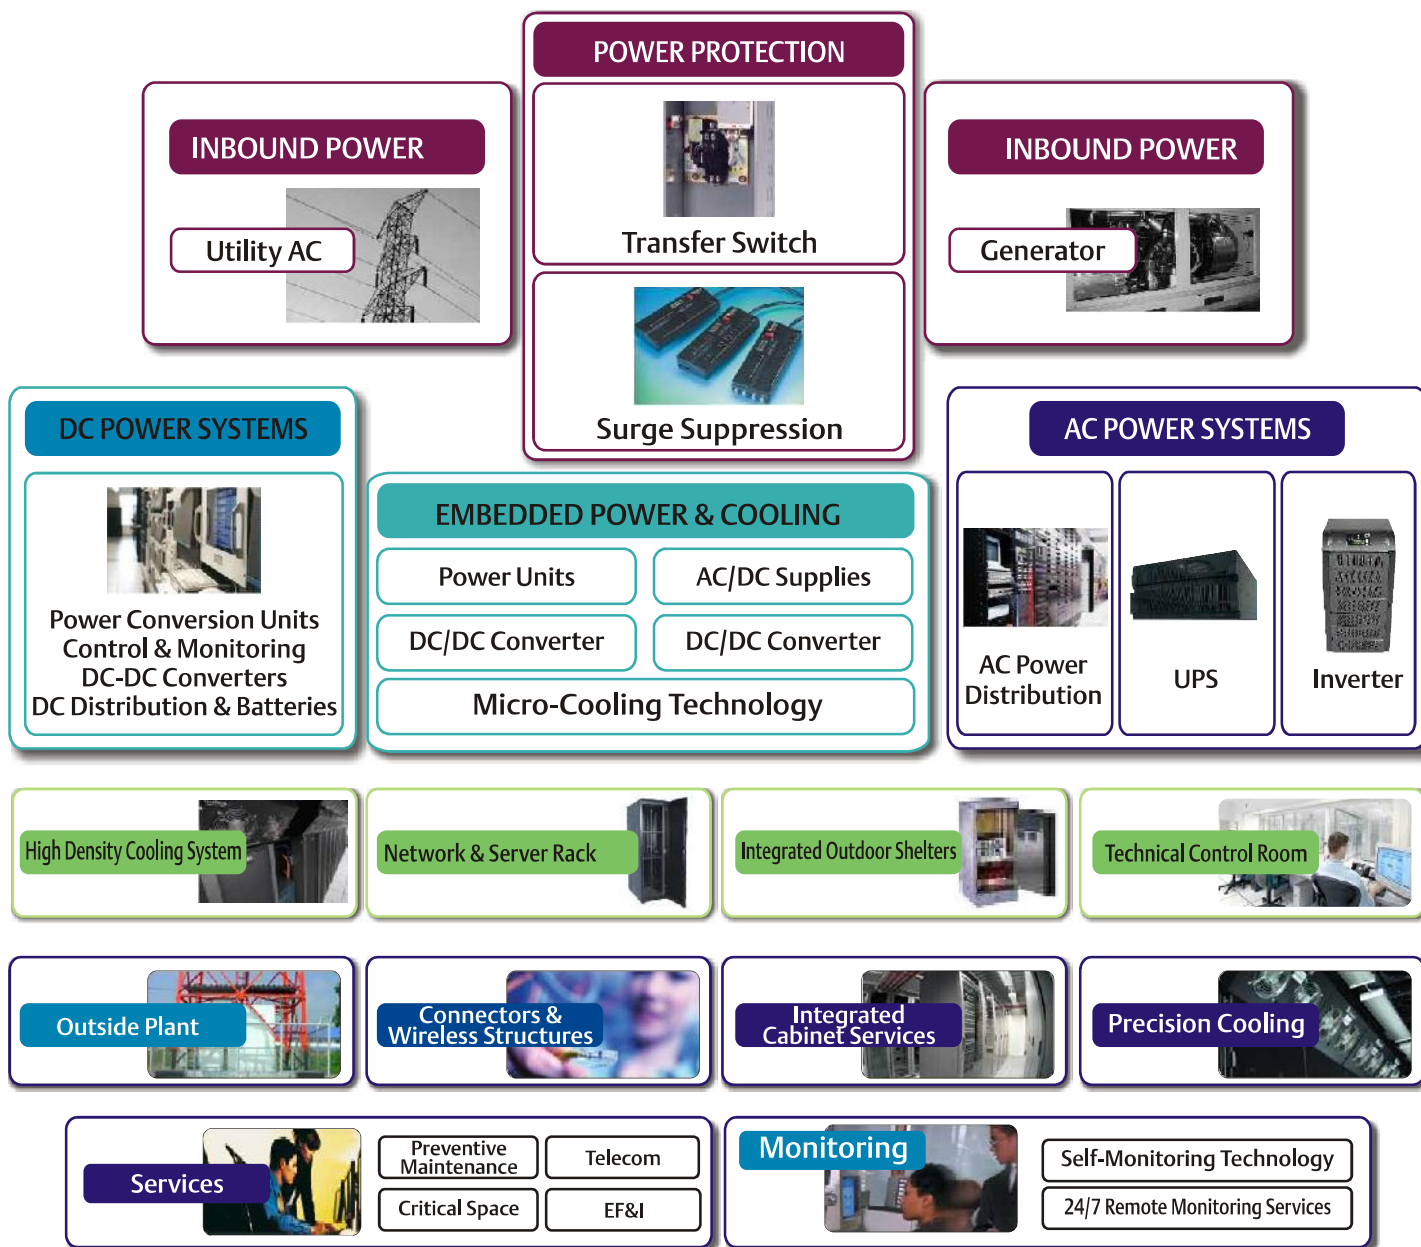 POWER PROTECTION
INBOUND POWER
Utility AC
Transfer Switch
Surge Suppression
INBOUND POWER
Generator
DC POWER SYSTEMS
Power Conversion Units
Control & Monitoring
DC-DC Converters
DC Distribution & Batteries
EMBEDDED POWER & COOLING
Power Units
AC/DC Supplies
DC/DC Converter
DC/DC Converter
Micro-Cooling Technology
AC POWER SYSTEMS
AC Power
Distribution
UPS
Inverter
High Density Cooling System
Network & Server Rack
Integrated Outdoor Shelters
Technical Control Room
Outside Plant
Connectors &
Wireless Structures
Integrated
Cabinet Services
Precision Cooling
Services
Preventive
Maintenance
Telecom
Critical Space
EF&I
Monitoring
Self-Monitoring Technology
24/7 Remote Monitoring Services